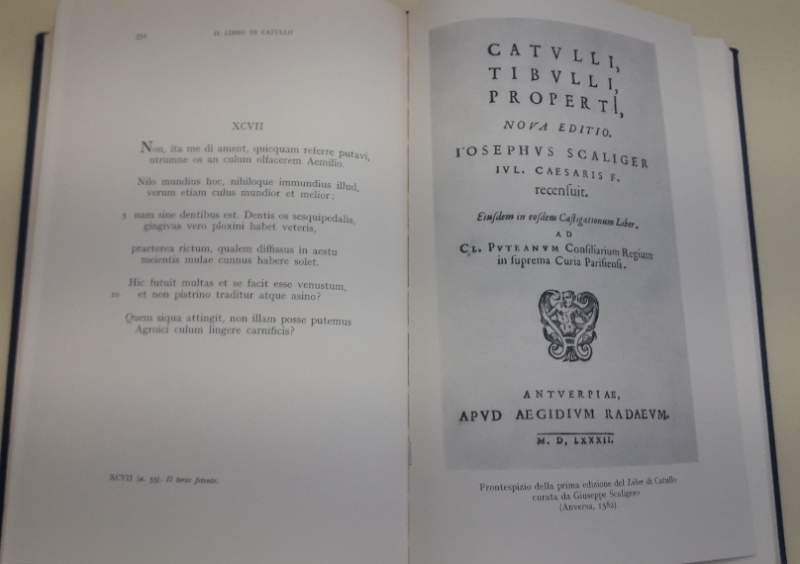 IL LIBRO DI CATULLO
XCVII
Non, ita me di ament, quicquam referre putavi,
utrumne os an culum olfacerem Aemilio.
Nilo mundius hoc, nihiloque immundius illud,
verum etiam culus mundior et melior:
5 nam sine dentibus est. Dentis os sesquipedalis,
gingivas vero ploxini habet veteris,
praeterea rictum, qualem diffissus in aestu
meientis mulae cunnus habere solet.
Hic futuit multas et se facit esse venustum,
10 et non pistrino traditur atque asino?
Quem siqua attingit, non illam posse putemus
Agroici culum lingere carnificis?
XCVII
CATVLLI,
TIBVLLI,
PROPERTI,
NOVA EDITIO.
IOSEPHVS SCALIGER
IVL. CAESARIS F.
recensuit.
Eiusdem in eosdem Castigationum Liber.
AD
CL. PVTEANVM Consiliarium Regium
in suprema Curia Parisiensi.
ANTVERPIAE,
APVD AEGIDIVM RADAEVM.
M. D. LXXXII.
Frontespizio della prima edizione del Liber di Catullo
curata da Giuseppe Scaligero
(Anversa, 1582)